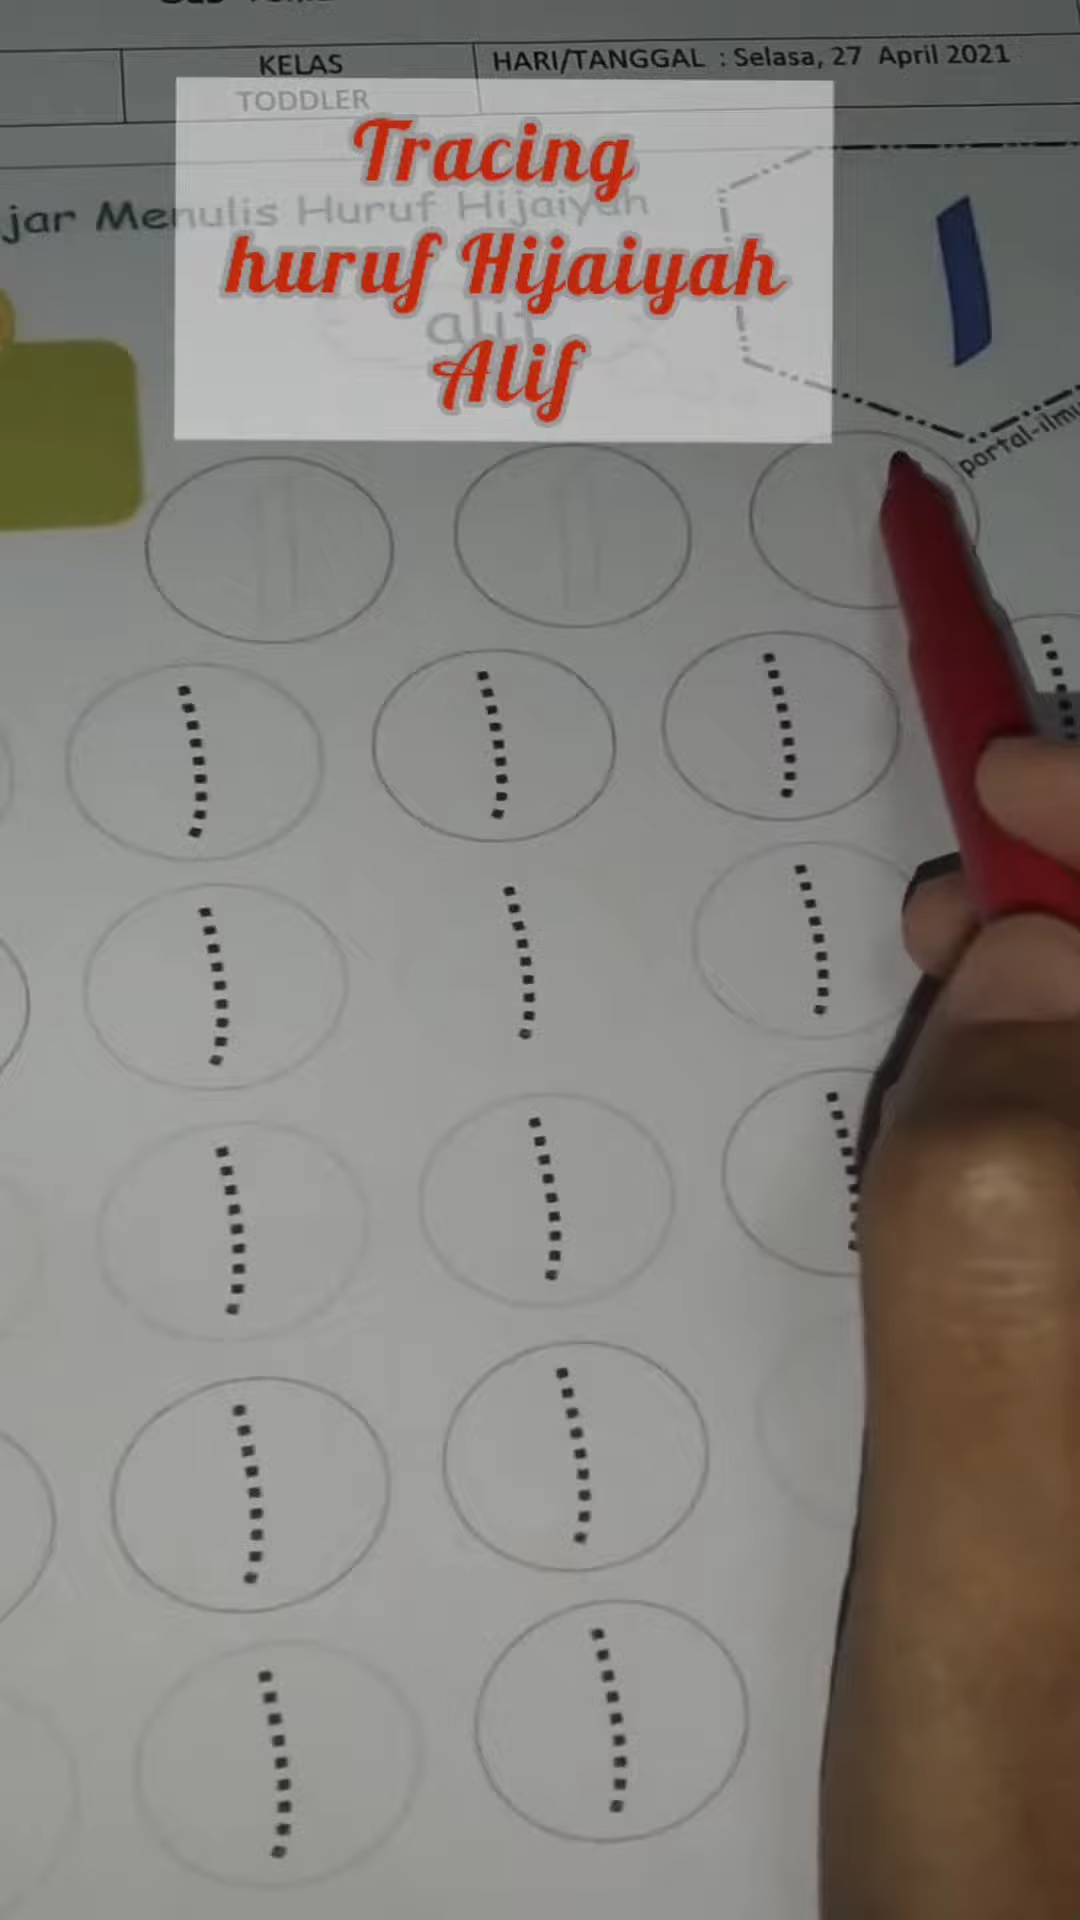 KELAS
HARI/TANGGAL : Selasa, 27 April 2021
TODDLER
Tracing
jar Menulis Huruf Hijaiyah
huruf Hijaiyah
alif
Alif
portal-ilmu